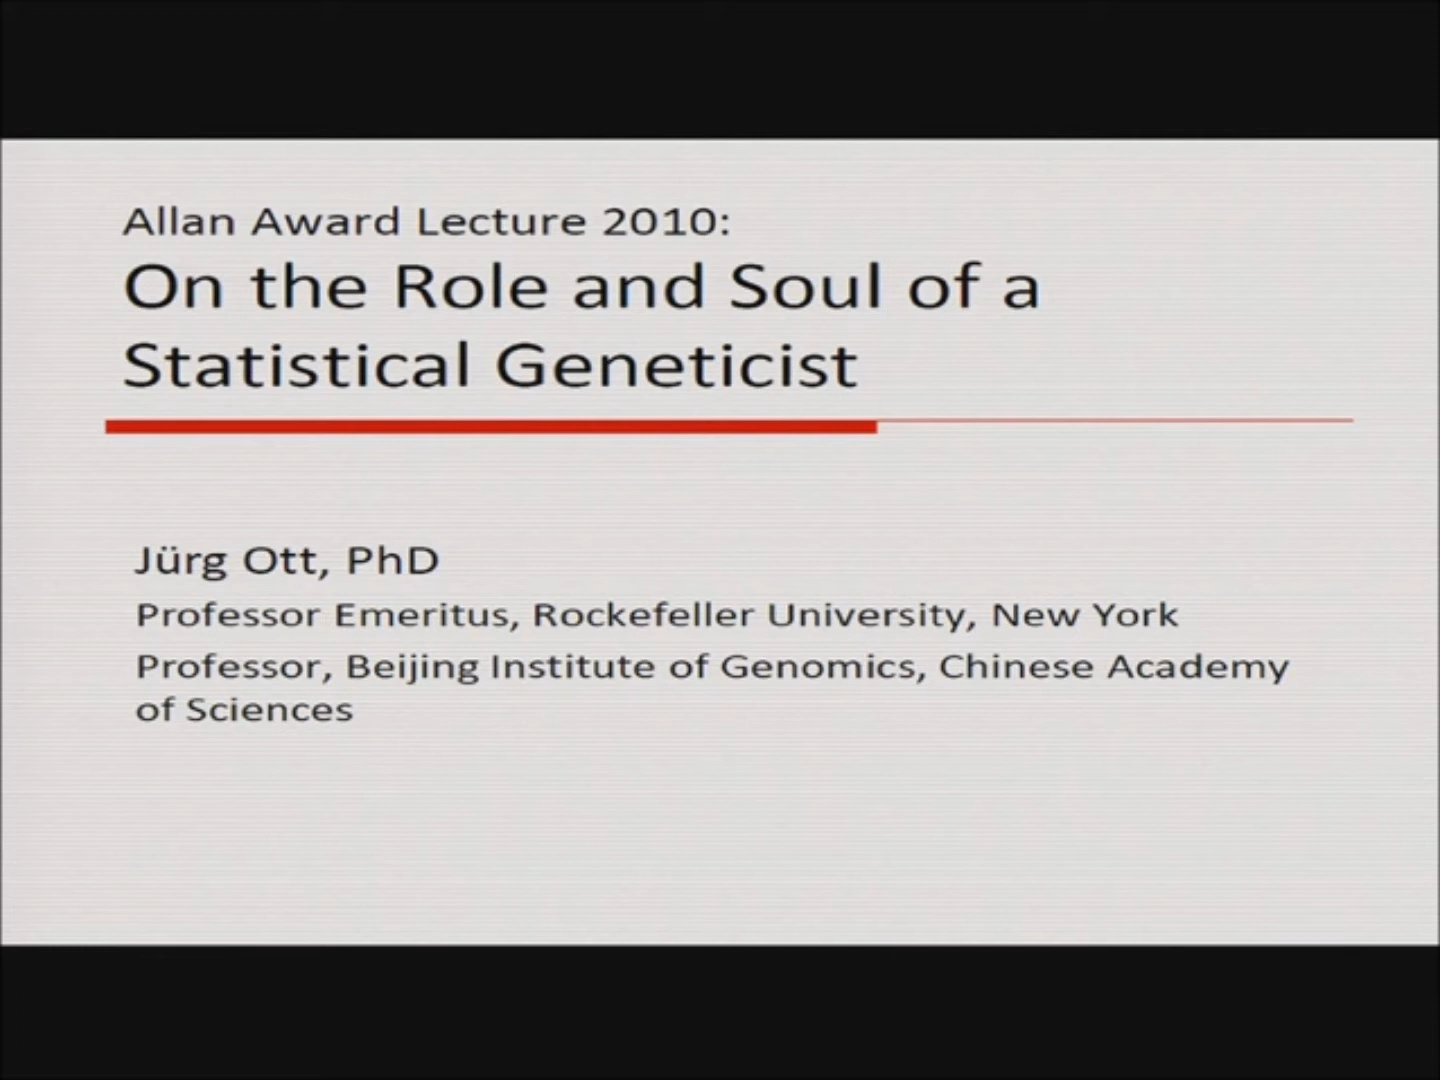 Allan Award Lecture 2010:
On the Role and Soul of a
Statistical Geneticist
Jürg Ott, PhD
Professor Emeritus, Rockefeller University, New York
Professor, Beijing Institute of Genomics, Chinese Academy
of Sciences